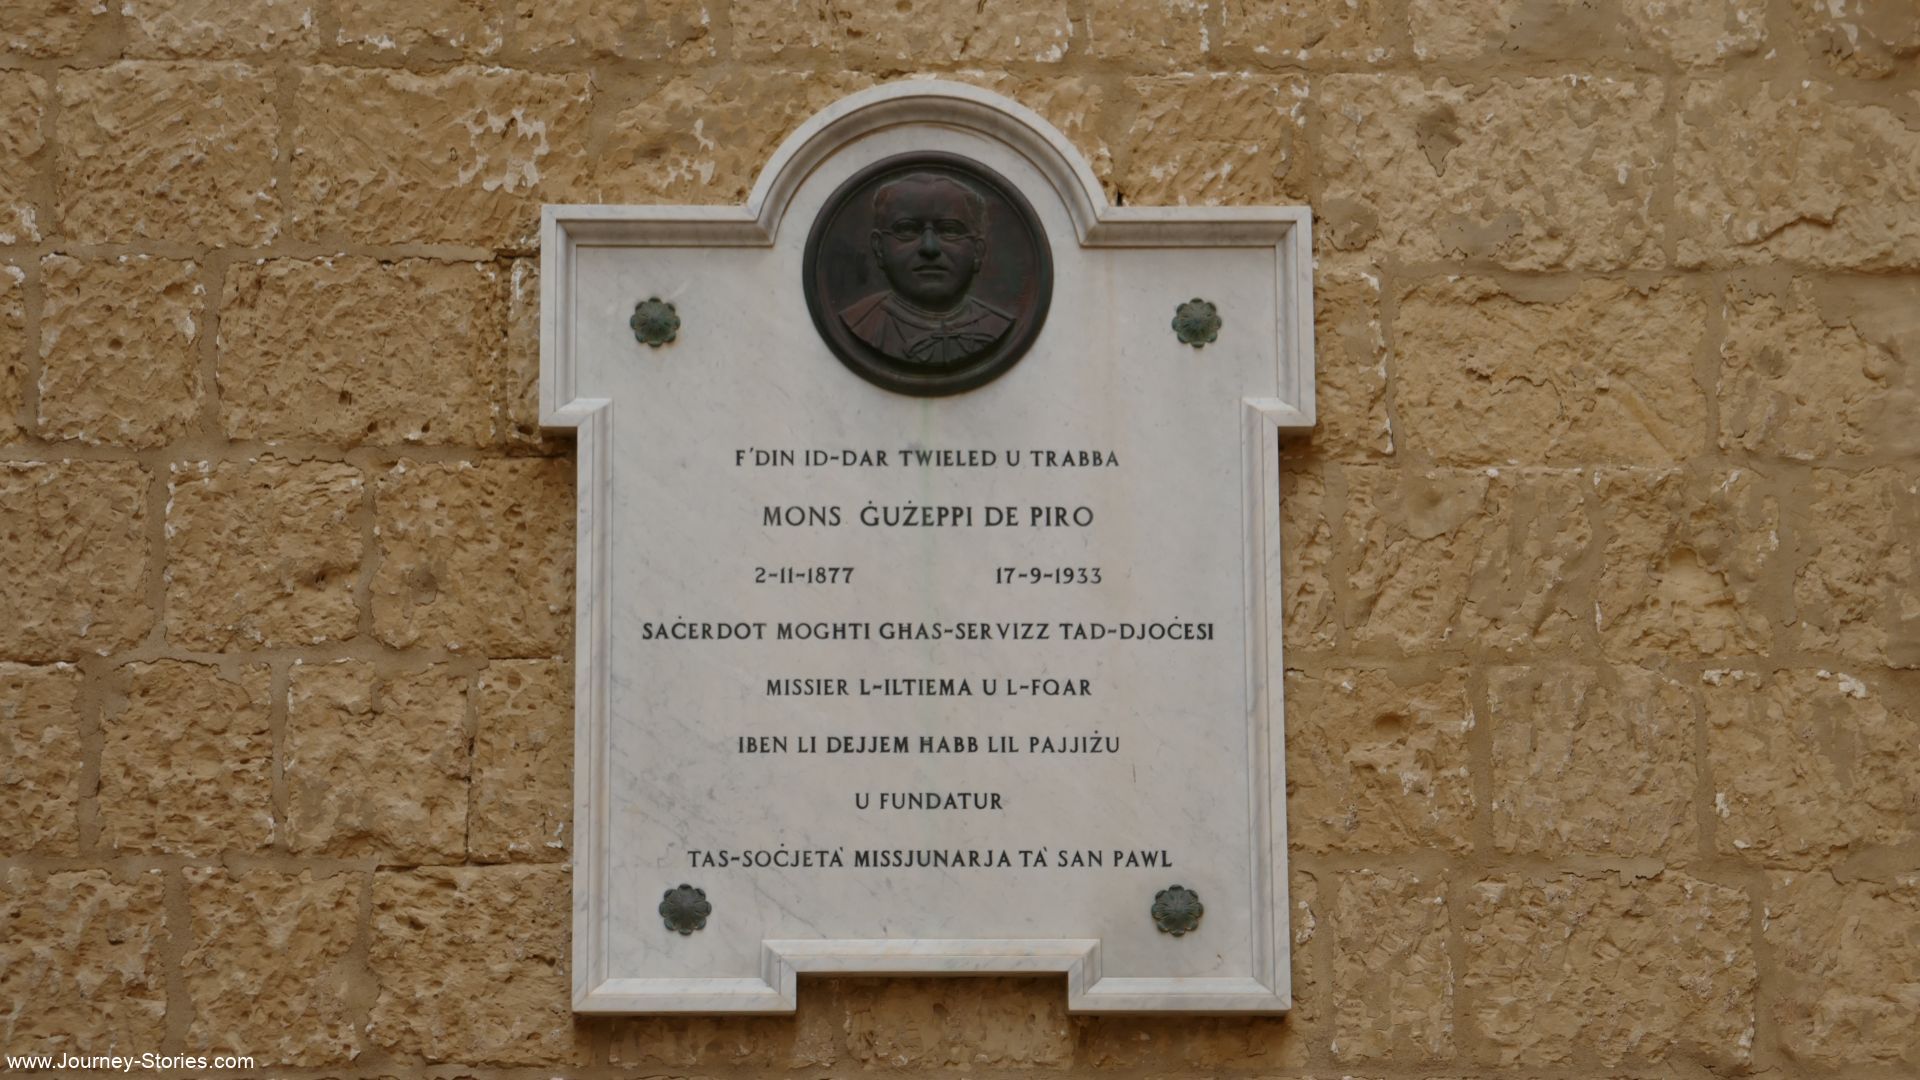 F'DIN ID-DAR TWIELED U TRABBA
MONS ĠUŻEPPI DE PIRO
2-11-1877 17-9-1933
SAĊERDOT MOGHTI GHAS-SERVIZZ TAD-DJOĊESI
MISSIER L-ILTIEMA U L-FQAR
IBEN LI DEJJEM HABB LIL PAJJIŻU
U FUNDATUR
TAS-SOĊJETA' MISSJUNARJA TA' SAN PAWL
www.Journey-Stories.com